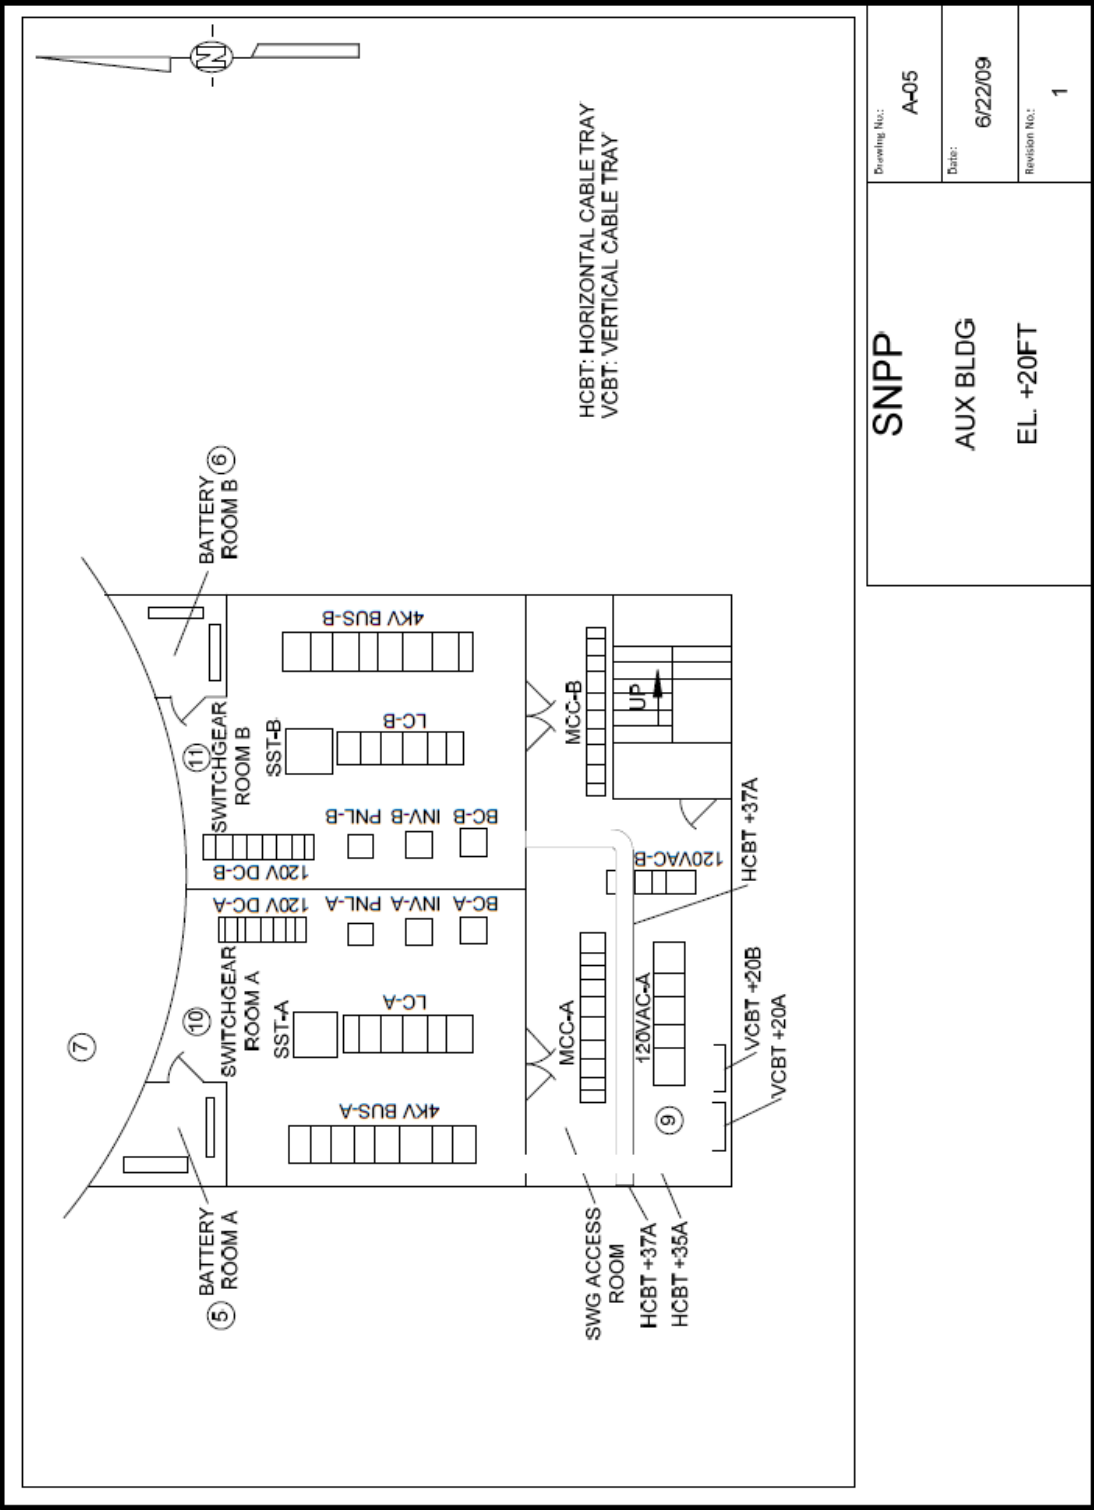 N
HCBT: HORIZONTAL CABLE TRAY
VCBT: VERTICAL CABLE TRAY
7
5
BATTERY
ROOM A
BATTERY
ROOM B
6
10
SWITCHGEAR
ROOM A
11
SWITCHGEAR
ROOM B
120V DC-A
120V DC-B
SST-A
SST-B
4KV BUS-A
LC-A
PNL-A
INV-A
BC-A
PNL-B
INV-B
BC-B
LC-B
4KV BUS-B
MCC-A
MCC-B
UP
120VAC-A
120VAC-B
9
SWG ACCESS
ROOM
HCBT +37A
HCBT +35A
VCBT +20A
VCBT +20B
HCBT +37A
SNPP
AUX BLDG
EL. +20FT
Drawing No.:
A-05
Date:
6/22/09
Revision No.:
1